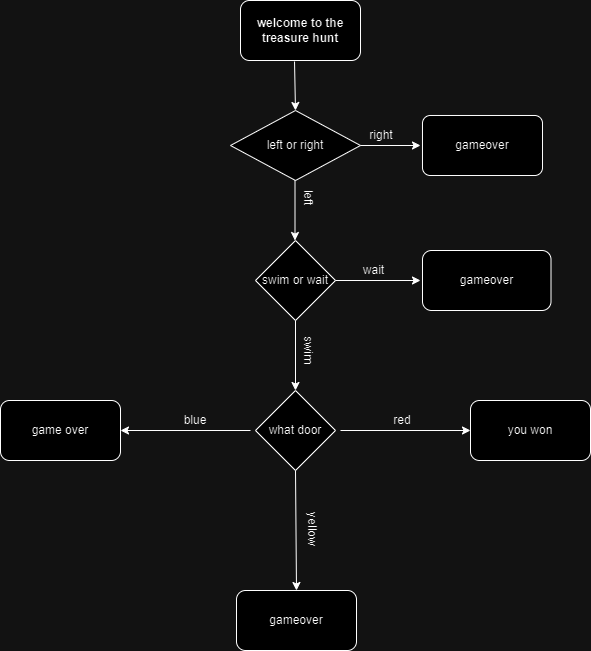 welcome to the
treasure hunt
left or right
right
gameover
left
swim or wait
wait
gameover
swim
game over
blue
what door
red
you won
yellow
gameover